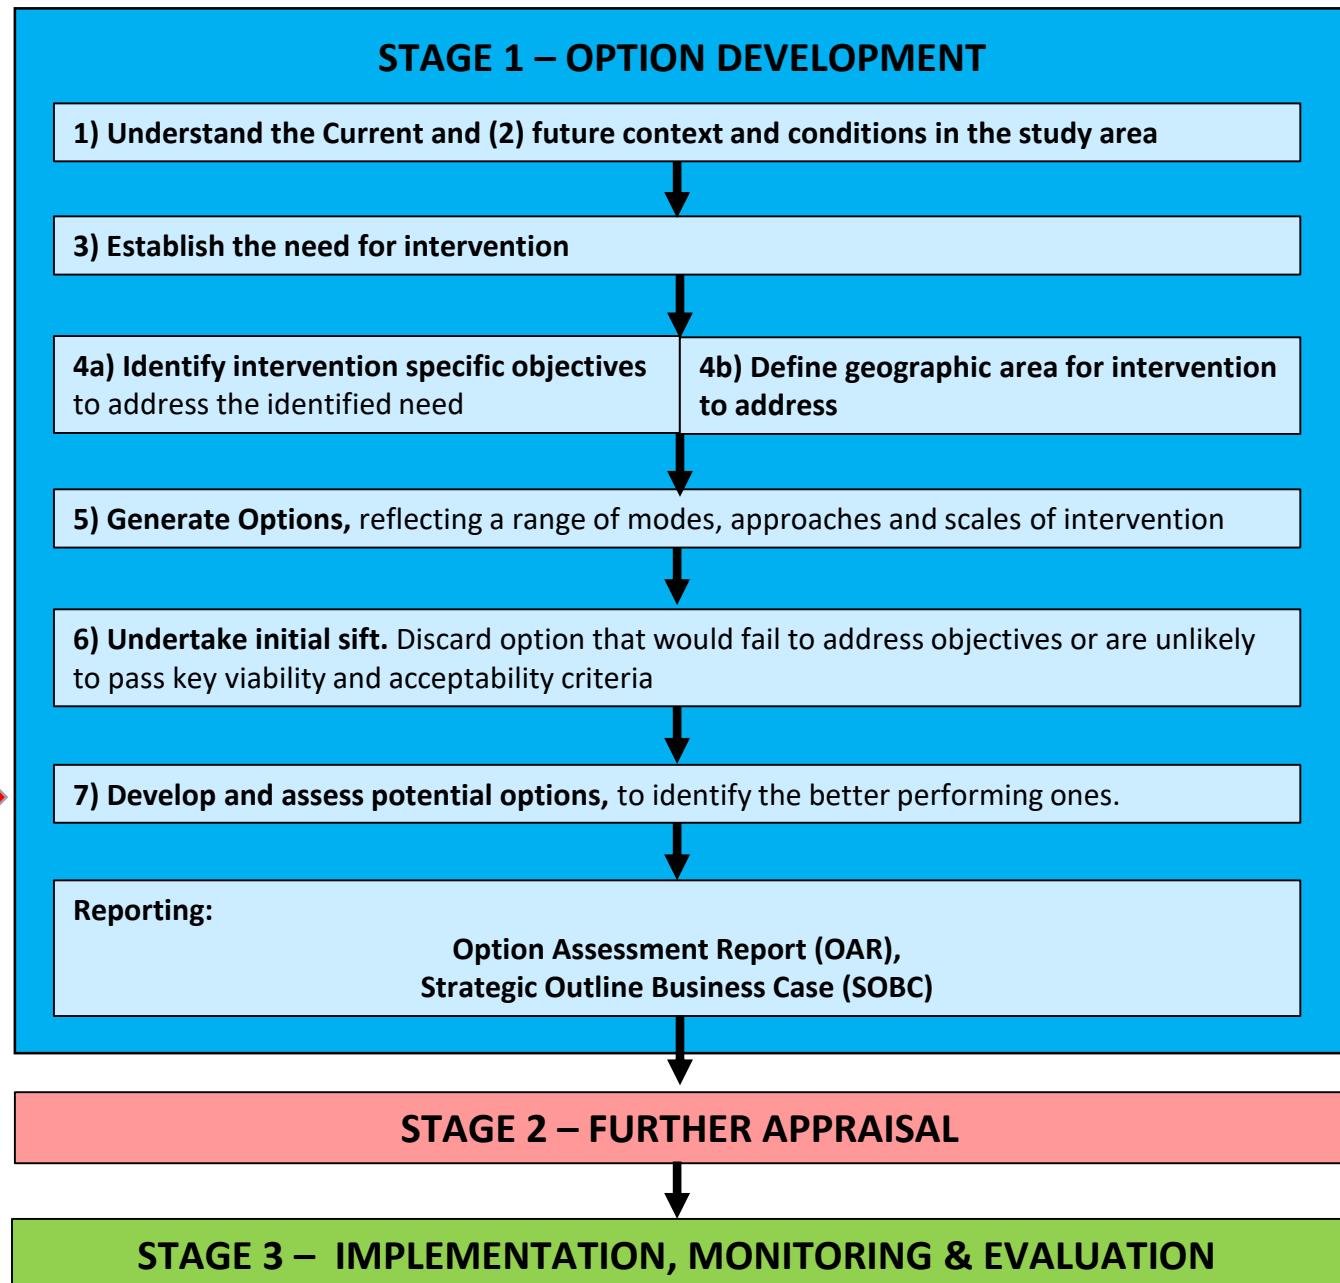 STAGE 1 – OPTION DEVELOPMENT
1) Understand the Current and (2) future context and conditions in the study area
3) Establish the need for intervention
4a) Identify intervention specific objectives
to address the identified need
4b) Define geographic area for intervention
to address
5) Generate Options, reflecting a range of modes, approaches and scales of intervention
6) Undertake initial sift. Discard option that would fail to address objectives or are unlikely
to pass key viability and acceptability criteria
7) Develop and assess potential options, to identify the better performing ones.
Reporting:
Option Assessment Report (OAR),
Strategic Outline Business Case (SOBC)
STAGE 2 – FURTHER APPRAISAL
STAGE 3 – IMPLEMENTATION, MONITORING & EVALUATION